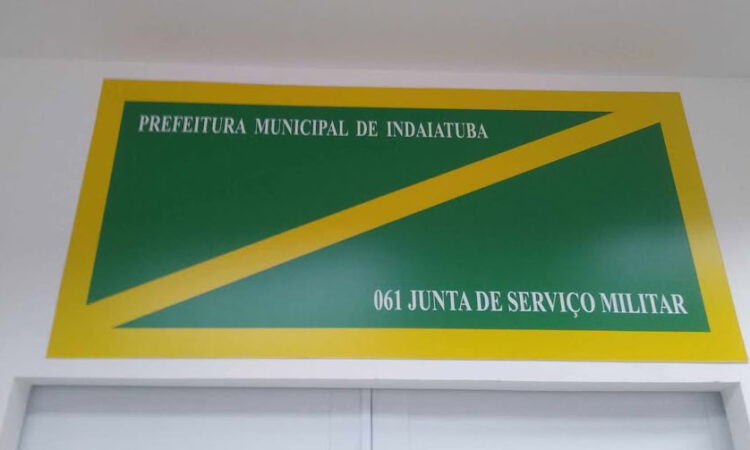 PREFEITURA MUNICIPAL DE INDAIATUBA
061 JUNTA DE SERVIÇO MILITAR